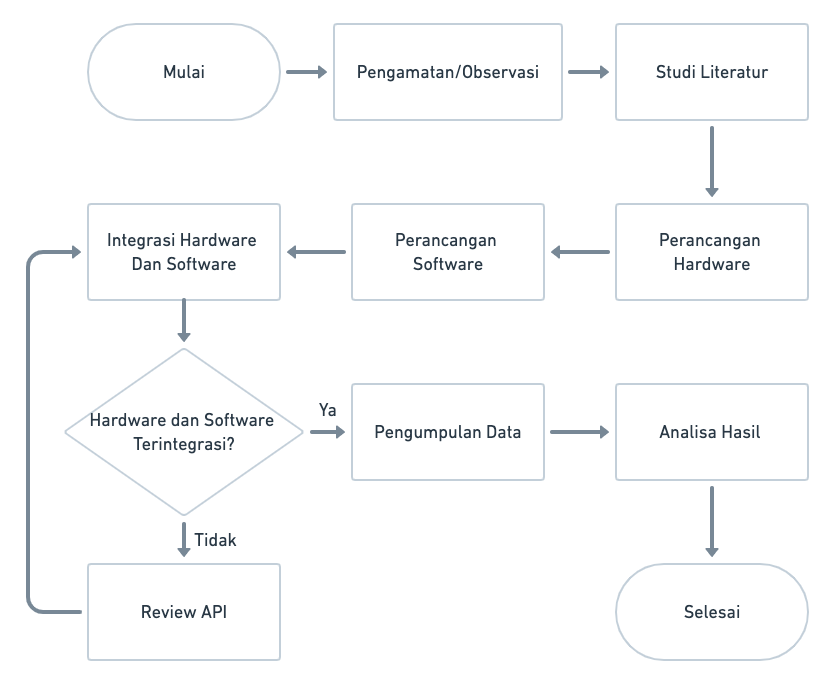 Mulai
Pengamatan/Observasi
Studi Literatur
Integrasi Hardware
Dan Software
Perancangan
Software
Perancangan
Hardware
Hardware dan Software
Terintegrasi?
Ya
Pengumpulan Data
Analisa Hasil
Tidak
Review API
Selesai